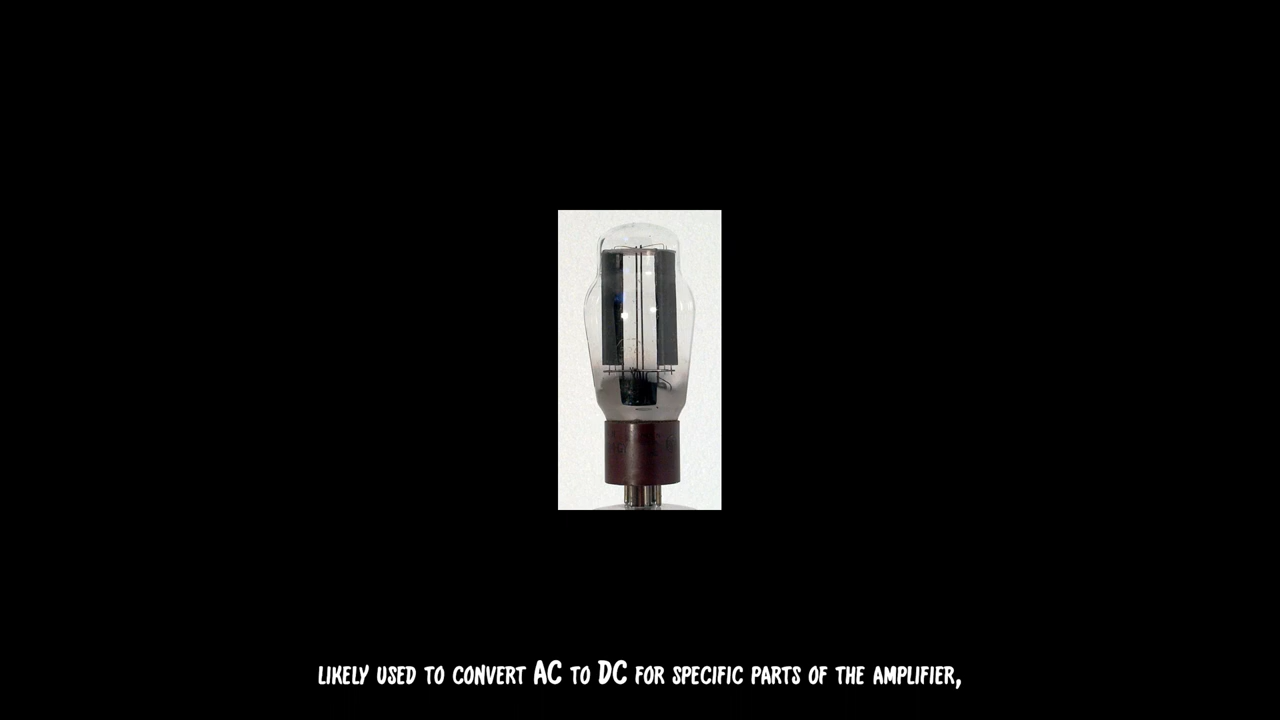 LIKELY USED TO CONVERT AC TO DC FOR SPECIFIC PARTS OF THE AMPLIFIER,